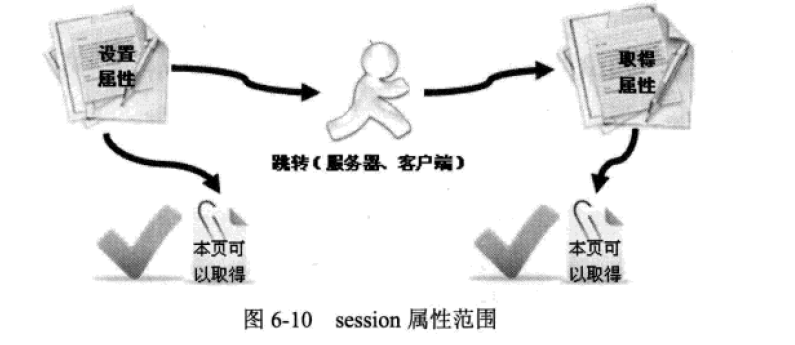 设置
属性
取得
属性
跳转（服务器、客户端）
本页可
以取得
本页可
以取得
图 6-10 session 属性范围